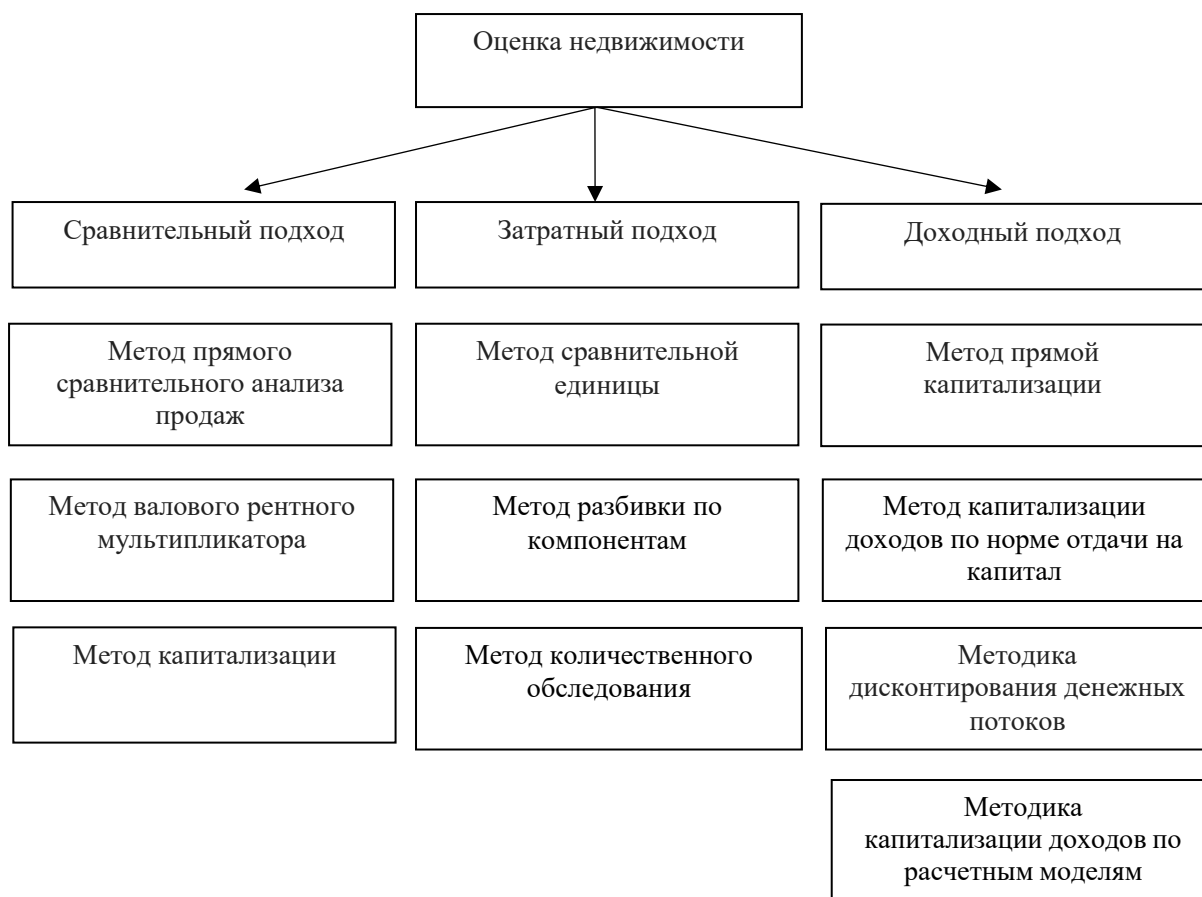 Оценка недвижимости
Сравнительный подход
Затратный подход
Доходный подход
Метод прямого
сравнительного анализа
продаж
Метод сравнительной
единицы
Метод прямой
капитализации
Метод валового рентного
мультипликатора
Метод разбивки по
компонентам
Метод капитализации
доходов по норме отдачи на
капитал
Метод капитализации
Метод количественного
обследования
Методика
дисконтирования денежных
потоков
Методика
капитализации доходов по
расчетным моделям